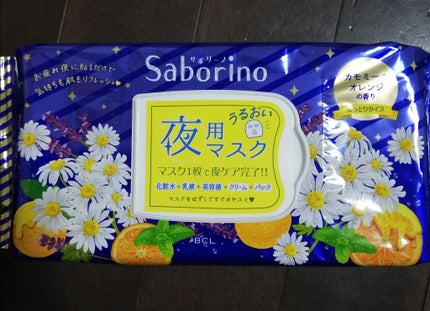 サボリーノ
Saborino
お疲れ夜に貼るだけで
気持ちも肌もリフレッシュ♥
カモミール
オレンジ
の香り
しっとりタイプ
うるおい
夜用マスク
マスク1枚で夜ケア完了!!
化粧水+乳液+美容液+クリーム+パック
マスクをはずしてすぐオヤスミ♥
BCL